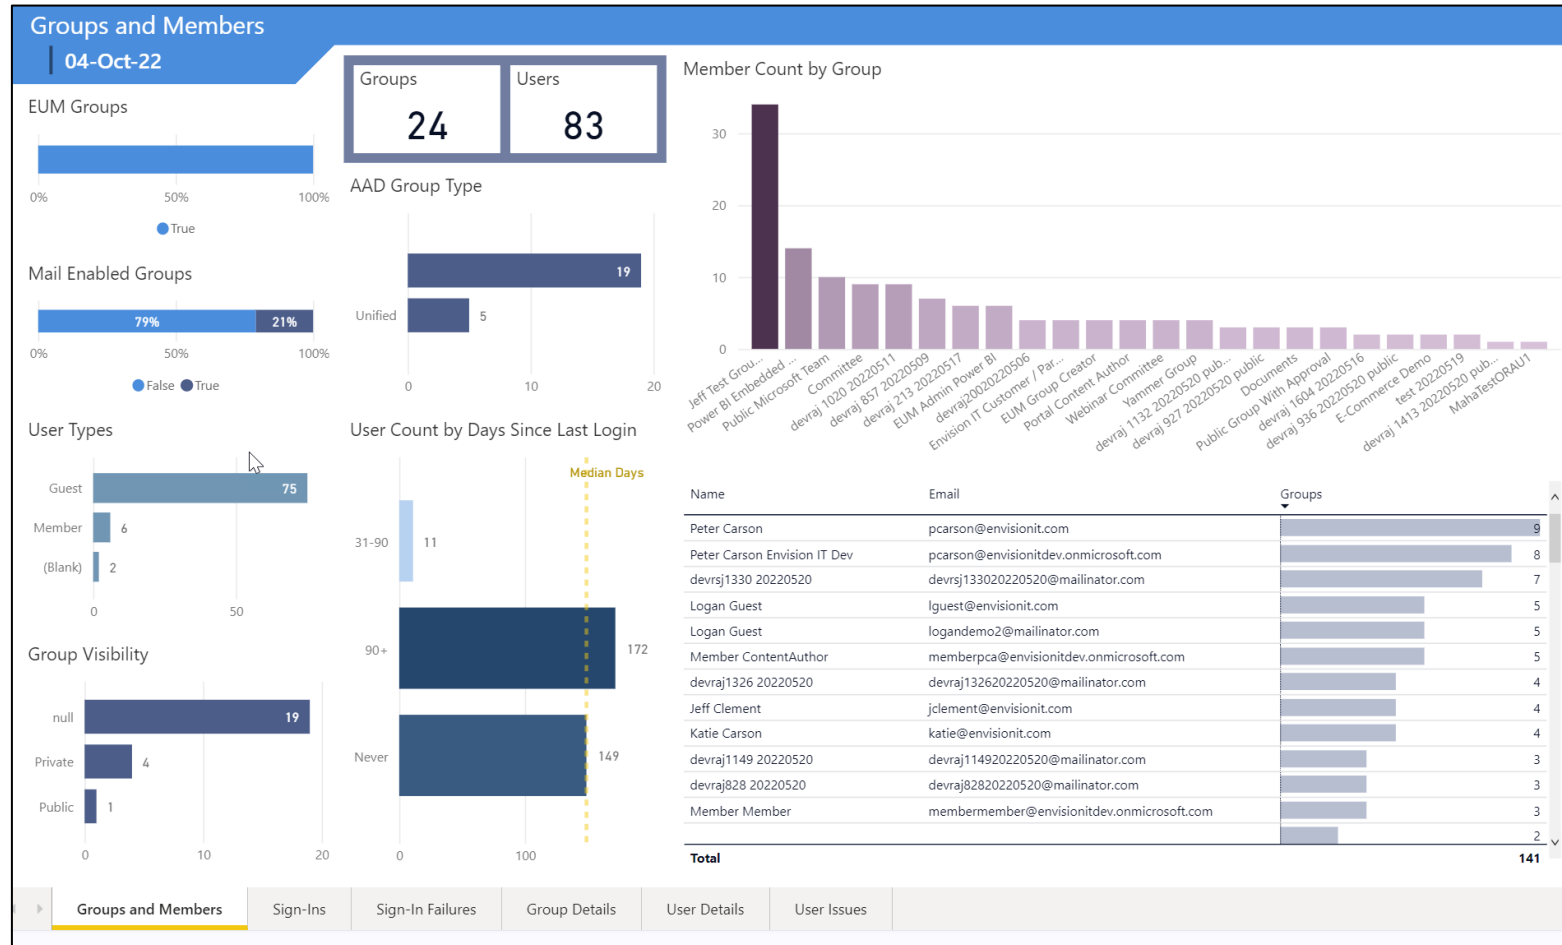 Groups and Members
04-Oct-22
EUM Groups
0% 50% 100%
True
Mail Enabled Groups
79% 21%
0% 50% 100%
False True
User Types
Guest 75
Member 6
(Blank) 2
0 50
Group Visibility
null 19
Private 4
Public 1
0 10 20
Groups Users
24 83
AAD Group Type
19
Unified 5
0 10 20
User Count by Days Since Last Login
Median Days
31-90 11
90+ 172
Never 149
0 100
Member Count by Group
30
20
10
0
Jeff Test Grou...
Power BI Embedded ...
Public Microsoft Team
Committee
devraj 1020 20220511
devraj 857 20220509
devraj 213 20220517
EUM Admin Power BI
devraj20020220506
Envision IT Customer / Par...
EUM Group Creator
Portal Content Author
Webinar Committee
Yammer Group
devraj 1132 20220520 pub...
devraj 927 20220520 public
Documents
Public Group With Approval
devraj 1604 20220516
devraj 936 20220520 public
E-Commerce Demo
test 20220519
devraj 1413 20220520 pub...
MahaTestORAU1
Name Email Groups
Peter Carson pcarson@envisionit.com 9
Peter Carson Envision IT Dev pcarson@envisionitdev.onmicrosoft.com 8
devrsj1330 20220520 devrsj133020220520@mailinator.com 7
Logan Guest lguest@envisionit.com 5
Logan Guest logandemo2@mailinator.com 5
Member ContentAuthor memberpca@envisionitdev.onmicrosoft.com 5
devraj1326 20220520 devraj132620220520@mailinator.com 4
Jeff Clement jclement@envisionit.com 4
Katie Carson katie@envisionit.com 4
devraj1149 20220520 devraj114920220520@mailinator.com 3
devraj828 20220520 devraj82820220520@mailinator.com 3
Member Member membermember@envisionitdev.onmicrosoft.com 3
2
Total 141
Groups and Members Sign-Ins Sign-In Failures Group Details User Details User Issues